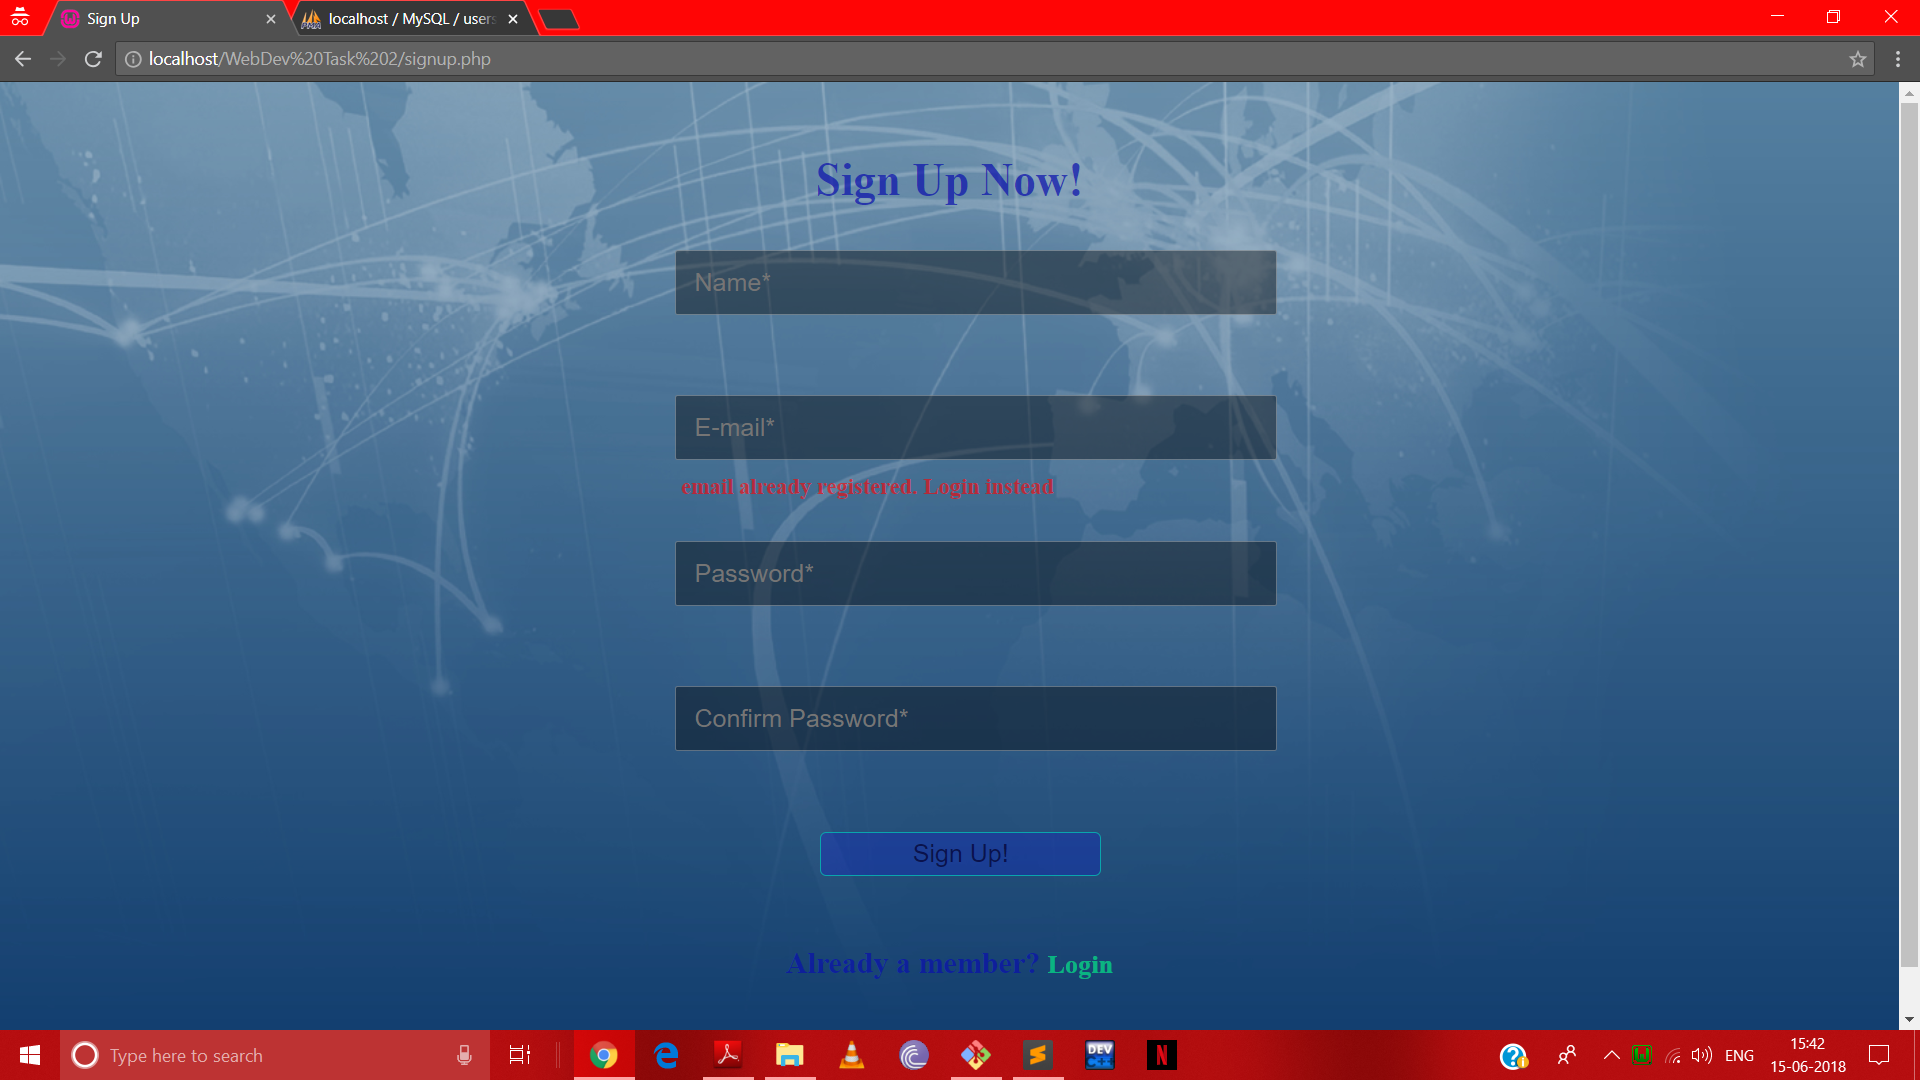 Sign Up
localhost / MySQL / users
localhost/WebDev%20Task%202/signup.php
Sign Up Now!
Name*
E-mail*
email already registered. Login instead
Password*
Confirm Password*
Sign Up!
Already a member? Login
Type here to search
DEV
C++
N
ENG
15:42
15-06-2018